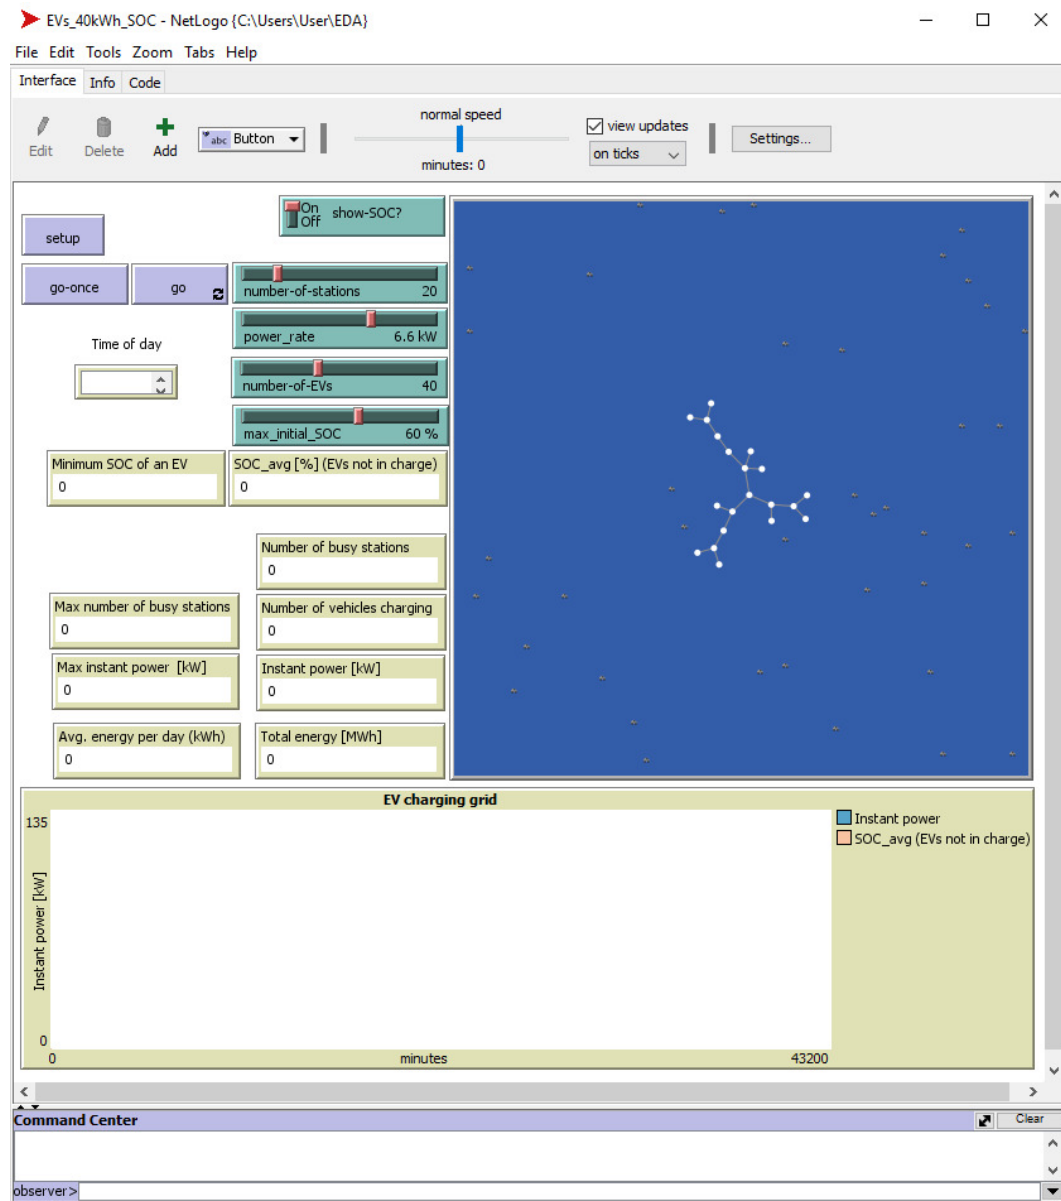 EVs_40kWh_SOC - NetLogo {C:\Users\User\EDA}
File Edit Tools Zoom Tabs Help
Interface Info Code
Edit Delete Add abc Button
normal speed
minutes: 0
view updates
on ticks
Settings...
On
Off
show-SOC?
setup
go-once go
number-of-stations 20
power_rate 6.6 kW
Time of day
number-of-EVs 40
max_initial_SOC 60 %
Minimum SOC of an EV
0
SOC_avg [%] (EVs not in charge)
0
Number of busy stations
0
Max number of busy stations
0
Number of vehicles charging
0
Max instant power [kW]
0
Instant power [kW]
0
Avg. energy per day (kWh)
0
Total energy [MWh]
0
EV charging grid
135
Instant power [kW]
0
0
minutes
43200
Instant power
SOC_avg (EVs not in charge)
Command Center
Clear
observer>